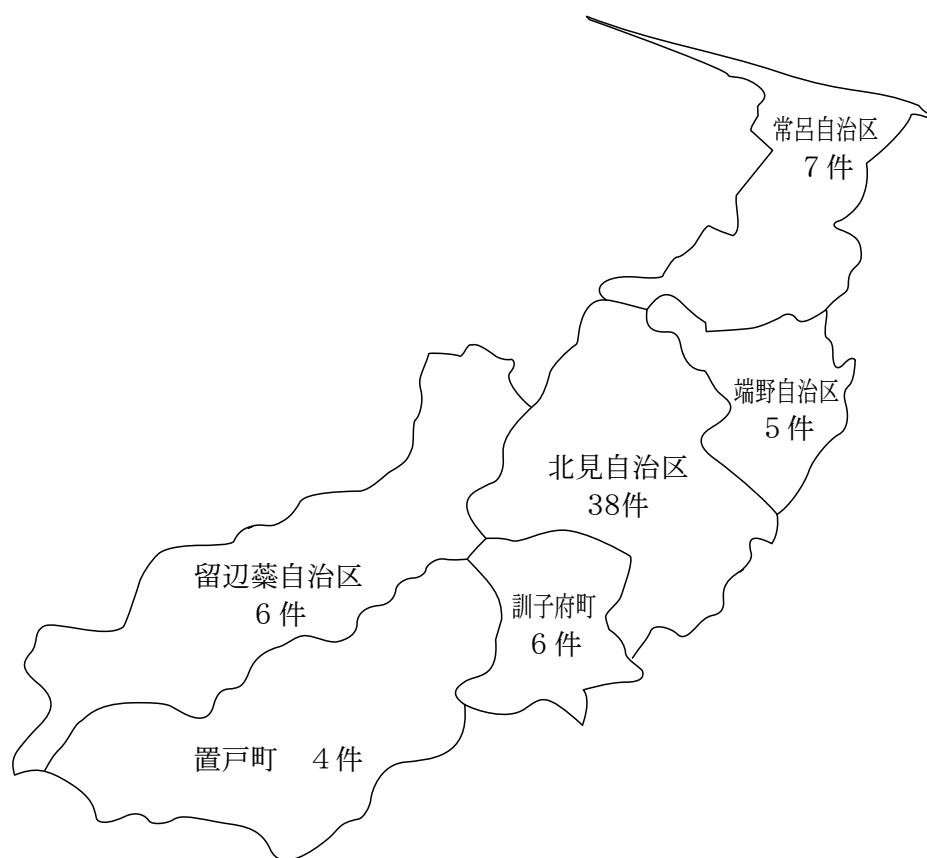 常呂自治区
７件
端野自治区
５件
北見自治区
38件
留辺蘂自治区
６件
訓子府町
６件
置戸町　４件